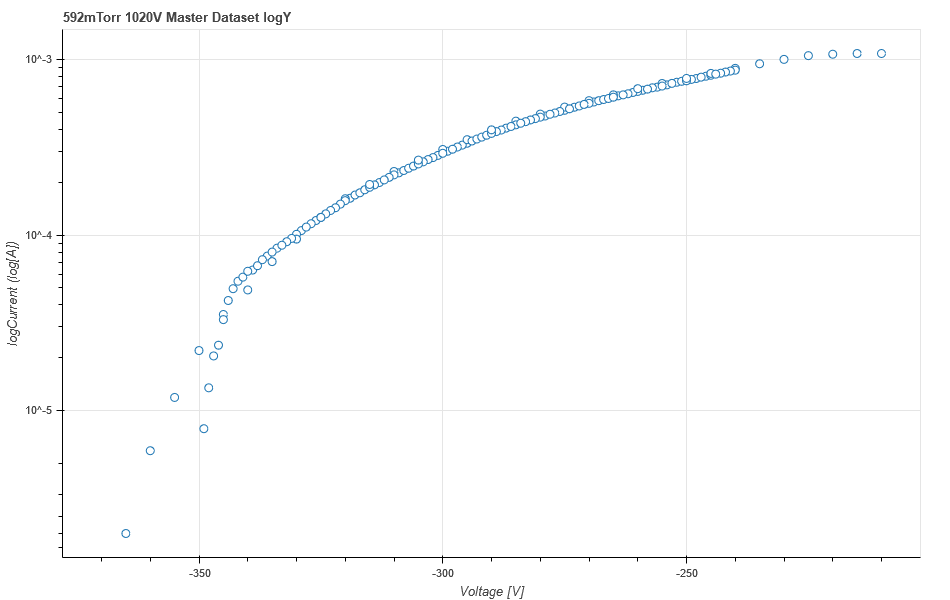 592mTorr 1020V Master Dataset logY
10^-3
10^-4
10^-5
logCurrent (log[A])
-350
-300
-250
Voltage [V]